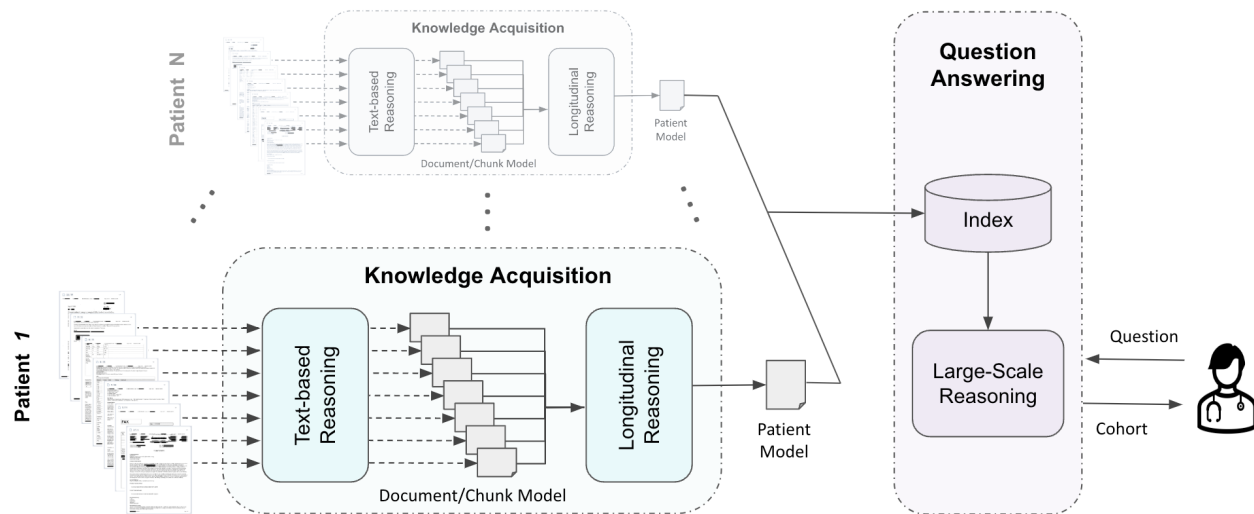 Knowledge Acquisition
Patient N
Text-based
Reasoning
Longitudinal
Reasoning
Document/Chunk Model
Patient
Model
Question
Answering
Index
Large-Scale
Reasoning
Question
Cohort
Knowledge Acquisition
Patient 1
Text-based
Reasoning
Longitudinal
Reasoning
Document/Chunk Model
Patient
Model